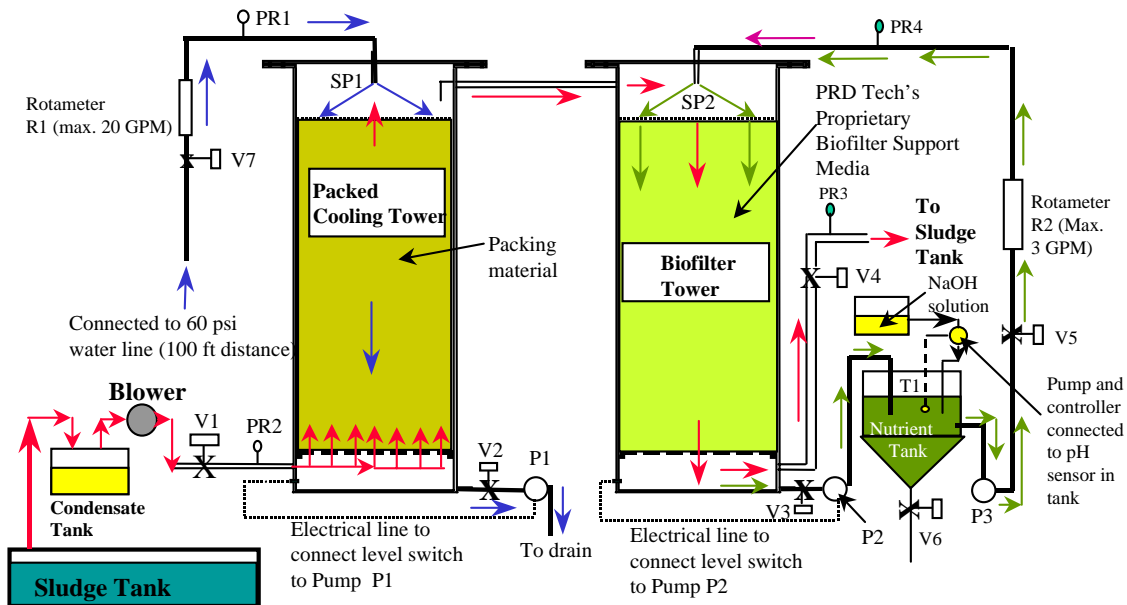 PR1
PR4
Rotameter
R1 (max. 20 GPM)
SP1
SP2
PRD Tech's
Proprietary
Biofilter Support
Media
V7
Packed
Cooling Tower
PR3
To
Sludge
Tank
Rotameter
R2 (Max.
3 GPM)
Packing
material
Biofilter
Tower
V4
NaOH
solution
Connected to 60 psi
water line (100 ft distance)
V5
Blower
T1
Pump and
controller
connected
to pH
sensor in
tank
V1
PR2
Nutrient
Tank
V2
P1
Condensate
Tank
V3
P2
V6
P3
Electrical line to
connect level switch
to Pump P1
To drain
Electrical line to
connect level switch
to Pump P2
Sludge Tank